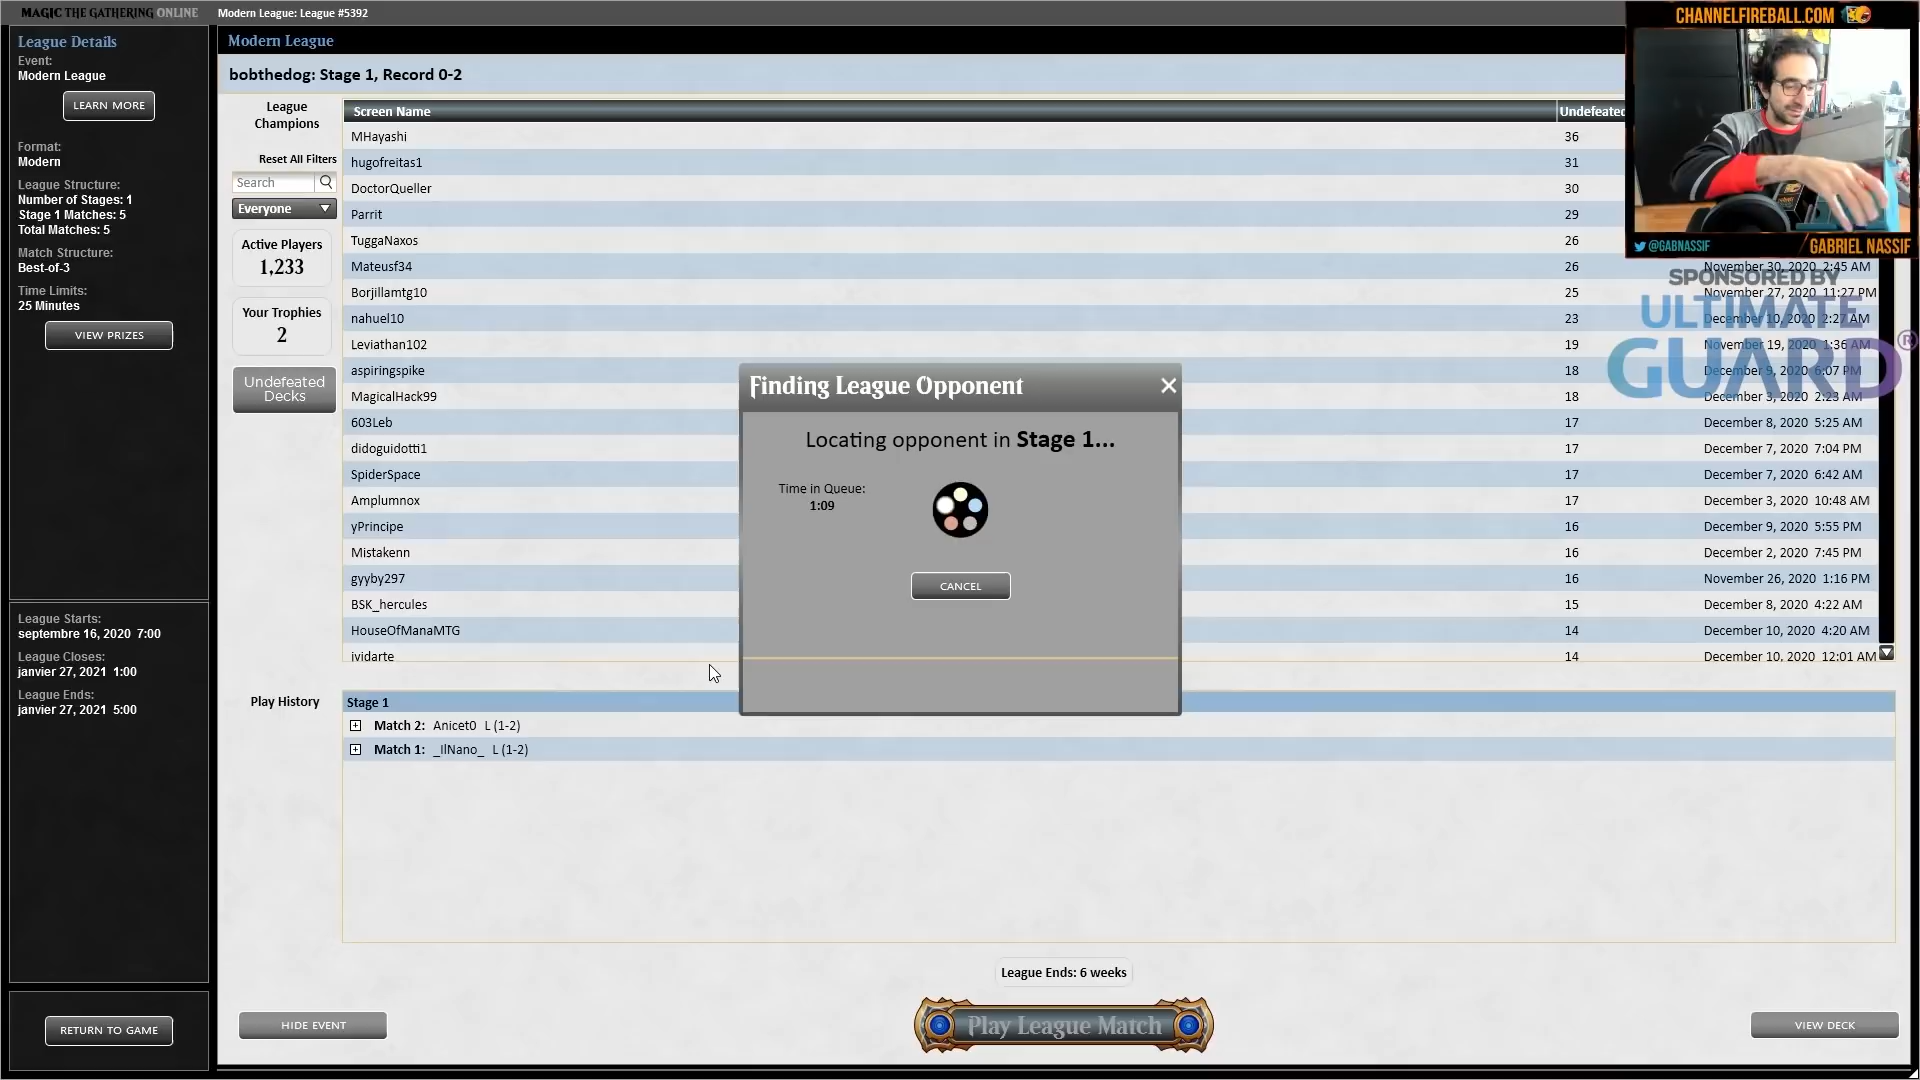 MAGIC THE GATHERING ONLINE
Modern League: League #5392
League Details
Event:
Modern League
LEARN MORE
Format:
Modern
League Structure:
Number of Stages: 1
Stage 1 Matches: 5
Total Matches: 5
Match Structure:
Best-of-3
Time Limits:
25 Minutes
VIEW PRIZES
League Starts:
septembre 16, 2020 7:00
League Closes:
janvier 27, 2021 1:00
League Ends:
janvier 27, 2021 5:00
RETURN TO GAME
Modern League
bobthedog: Stage 1, Record 0-2
League
Champions
Reset All Filters
Search
Everyone
Active Players
1,233
Your Trophies
2
Undefeated
Decks
Screen Name Undefeated
MHayashi 36
hugofreitas1 31
DoctorQueller 30
Parrit 29
TuggaNaxos 26
Mateusf34 26 November 30, 2020 2:45 AM
Borjillamtg10 25 November 27, 2020 11:27 PM
nahuel10 23 December 10, 2020 2:27 AM
Leviathan102 19 November 19, 2020 1:36 AM
aspiringspike 18 December 9, 2020 6:07 PM
MagicalHack99 18 December 3, 2020 2:23 AM
603Leb 17 December 8, 2020 5:25 AM
didoguidotti1 17 December 7, 2020 7:04 PM
SpiderSpace 17 December 7, 2020 6:42 AM
Amplumnox 17 December 3, 2020 10:48 AM
yPrincipe 16 December 9, 2020 5:55 PM
Mistakenn 16 December 2, 2020 7:45 PM
gyyby297 16 November 26, 2020 1:16 PM
BSK_hercules 15 December 8, 2020 4:22 AM
HouseOfManaMTG 14 December 10, 2020 4:20 AM
ividarte 14 December 10, 2020 12:01 AM
Finding League Opponent
Locating opponent in Stage 1...
Time in Queue:
1:09
CANCEL
Play History
Stage 1
Match 2: Anicet0 L (1-2)
Match 1: _IlNano_ L (1-2)
League Ends: 6 weeks
HIDE EVENT
Play League Match
VIEW DECK
CHANNELFIREBALL.COM
@GABNASSIF
GABRIEL NASSIF
SPONSORED BY
ULTIMATE
GUARD®